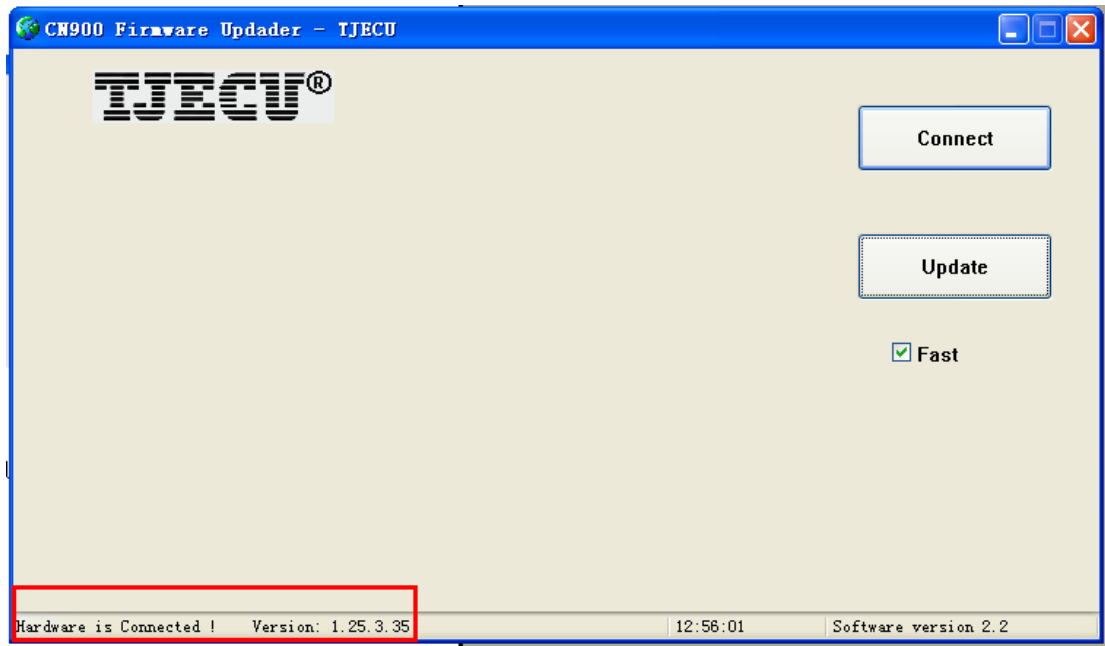 CN900 Firmware Updader - TJECU
TJECU®
Connect
Update
Fast
Hardware is Connected ! Version: 1.25.3.35 12:56:01 Software version 2.2